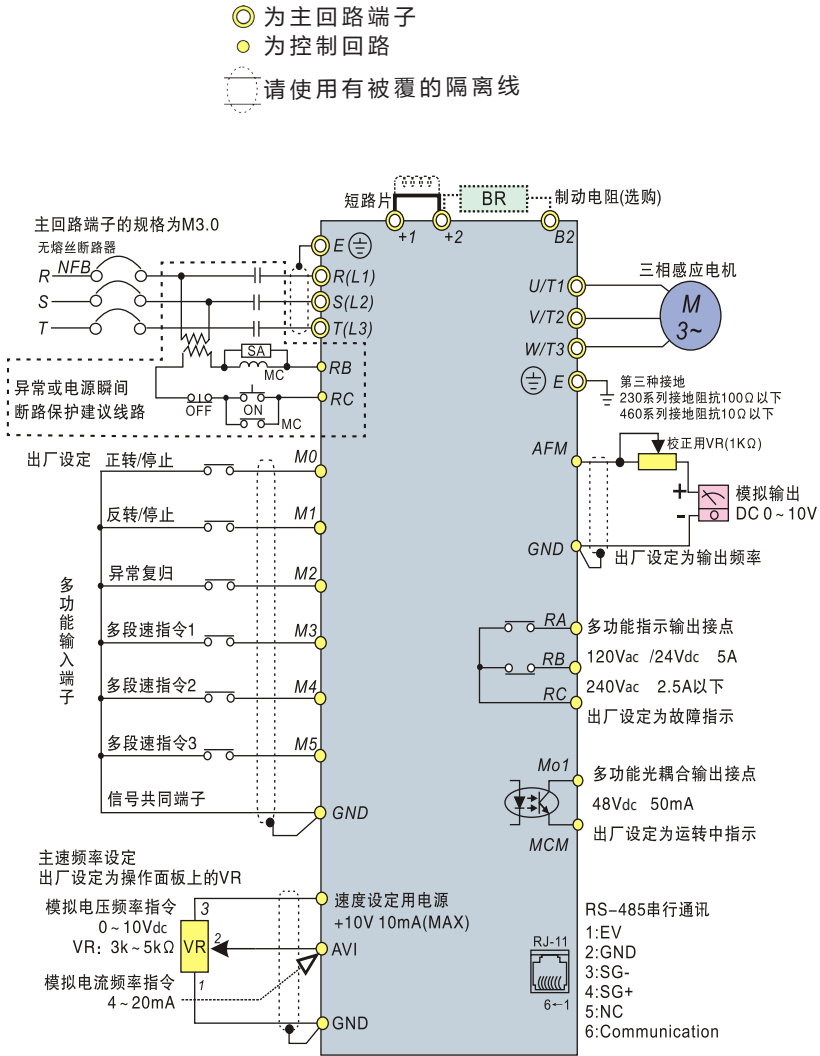 为主回路端子
为控制回路
请使用有被覆的隔离线
短路片
BR
制动电阻(选购)
+1
+2
B2
主回路端子的规格为M3.0
无熔丝断路器
NFB
R
S
T
E
R(L1)
S(L2)
T(L3)
SA
MC
RB
OFF
ON
MC
RC
异常或电源瞬间
断路保护建议线路
U/T1
V/T2
W/T3
E
三相感应电机
M
3~
第三种接地
230系列接地阻抗100Ω以下
460系列接地阻抗10Ω以下
AFM
校正用VR(1KΩ)
+
-
模拟输出
DC 0~10V
GND
出厂设定为输出频率
出厂设定
正转/停止
M0
反转/停止
M1
异常复归
M2
多段速指令1
M3
多段速指令2
M4
多段速指令3
M5
信号共同端子
GND
多功能输入端子
RA
RB
RC
多功能指示输出接点
120Vac /24Vdc 5A
240Vac 2.5A以下
出厂设定为故障指示
Mo1
MCM
多功能光耦合输出接点
48Vdc 50mA
出厂设定为运转中指示
主速频率设定
出厂设定为操作面板上的VR
模拟电压频率指令
0~10Vdc
VR：3k~5kΩ
VR
3
2
1
模拟电流频率指令
4~20mA
速度设定用电源
+10V 10mA(MAX)
AVI
GND
RJ-11
6←1
RS-485串行通讯
1:EV
2:GND
3:SG-
4:SG+
5:NC
6:Communication